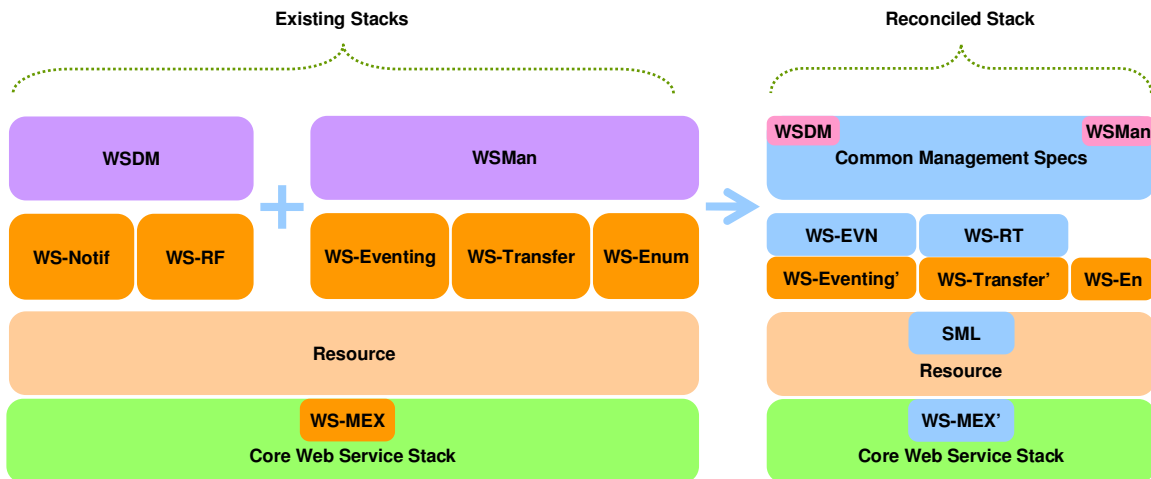 Existing Stacks
Reconciled Stack
WSDM
WSMan
WSDM
WSMan
Common Management Specs
WS-Notif
WS-RF
WS-Eventing
WS-Transfer
WS-Enum
WS-EVN
WS-RT
WS-Eventing’
WS-Transfer’
WS-En
Resource
SML
Resource
WS-MEX
Core Web Service Stack
WS-MEX’
Core Web Service Stack